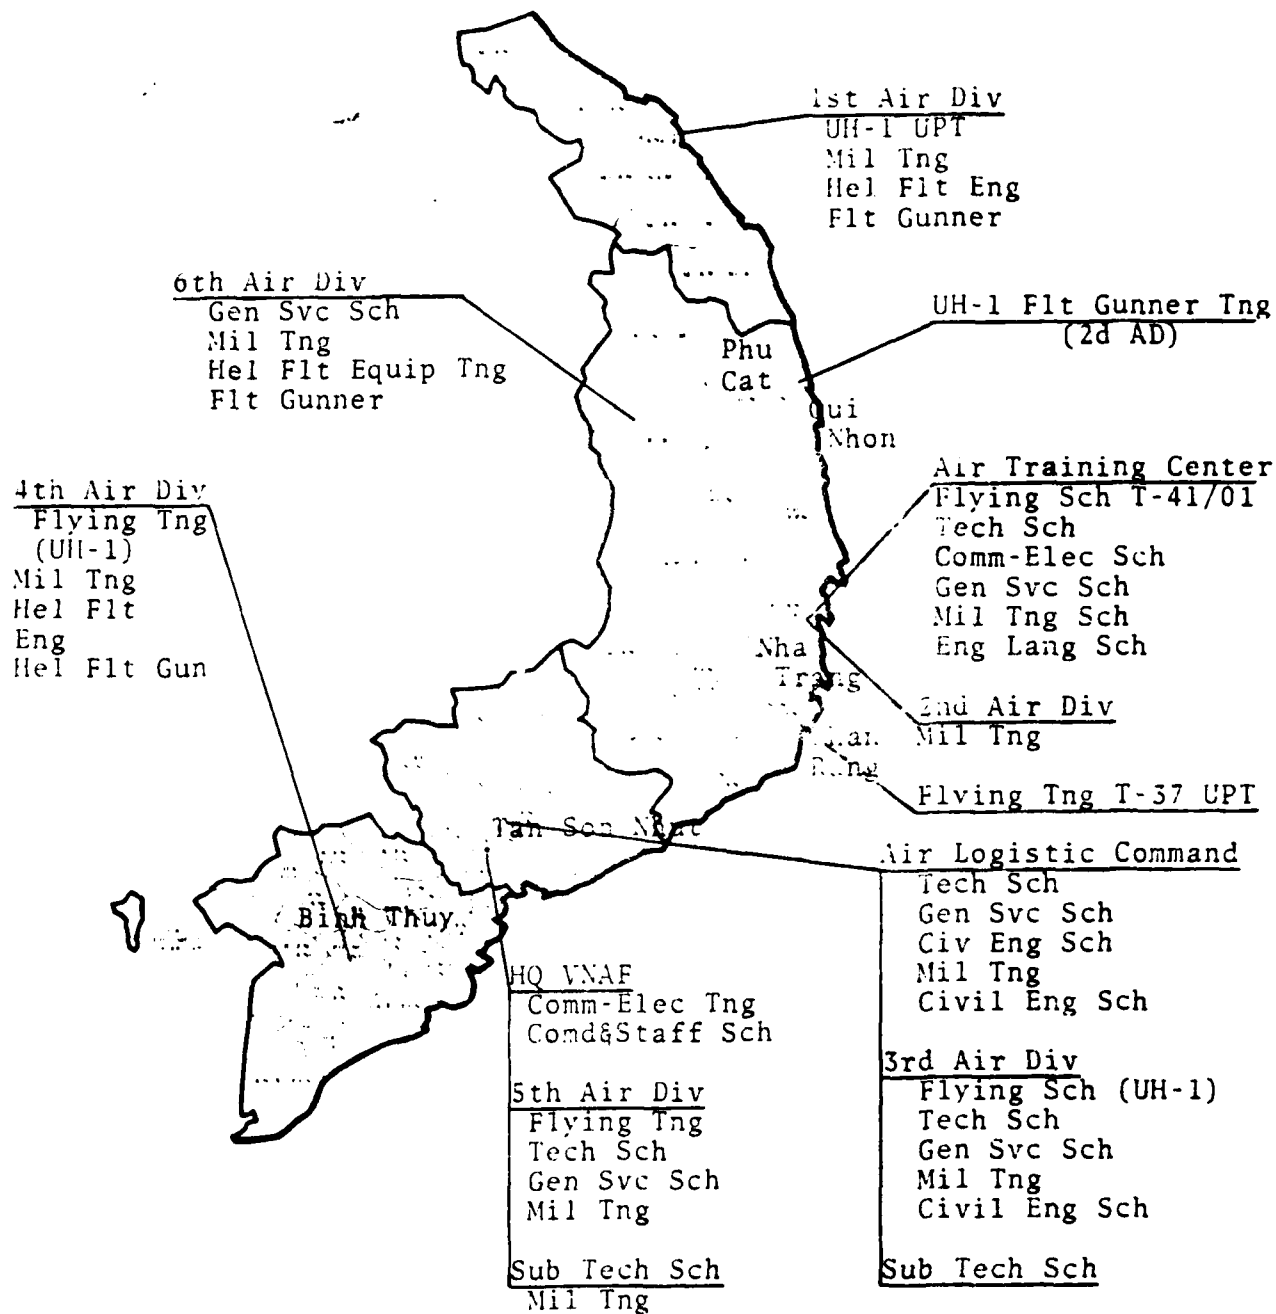 1st Air Div
UH-1 UPT
Mil Tng
Hel Flt Eng
Flt Gunner
6th Air Div
Gen Svc Sch
Mil Tng
Hel Flt Equip Tng
Flt Gunner
UH-1 Flt Gunner Tng
(2d AD)
Phu
Cat
Qui
Nhon
4th Air Div
Flying Tng
(UH-1)
Mil Tng
Hel Flt
Eng
Hel Flt Gun
Air Training Center
Flying Sch T-41/01
Tech Sch
Comm-Elec Sch
Gen Svc Sch
Mil Tng Sch
Eng Lang Sch
Nha
Trang
2nd Air Div
Mil Tng
Phan
Rang
Flying Tng T-37 UPT
Tan Son Nhut
Air Logistic Command
Tech Sch
Gen Svc Sch
Civ Eng Sch
Mil Tng
Civil Eng Sch
Binh Thuy
HQ VNAF
Comm-Elec Tng
Comd&Staff Sch
3rd Air Div
Flying Sch (UH-1)
Tech Sch
Gen Svc Sch
Mil Tng
Civil Eng Sch
Sub Tech Sch
5th Air Div
Flying Tng
Tech Sch
Gen Svc Sch
Mil Tng
Sub Tech Sch
Mil Tng